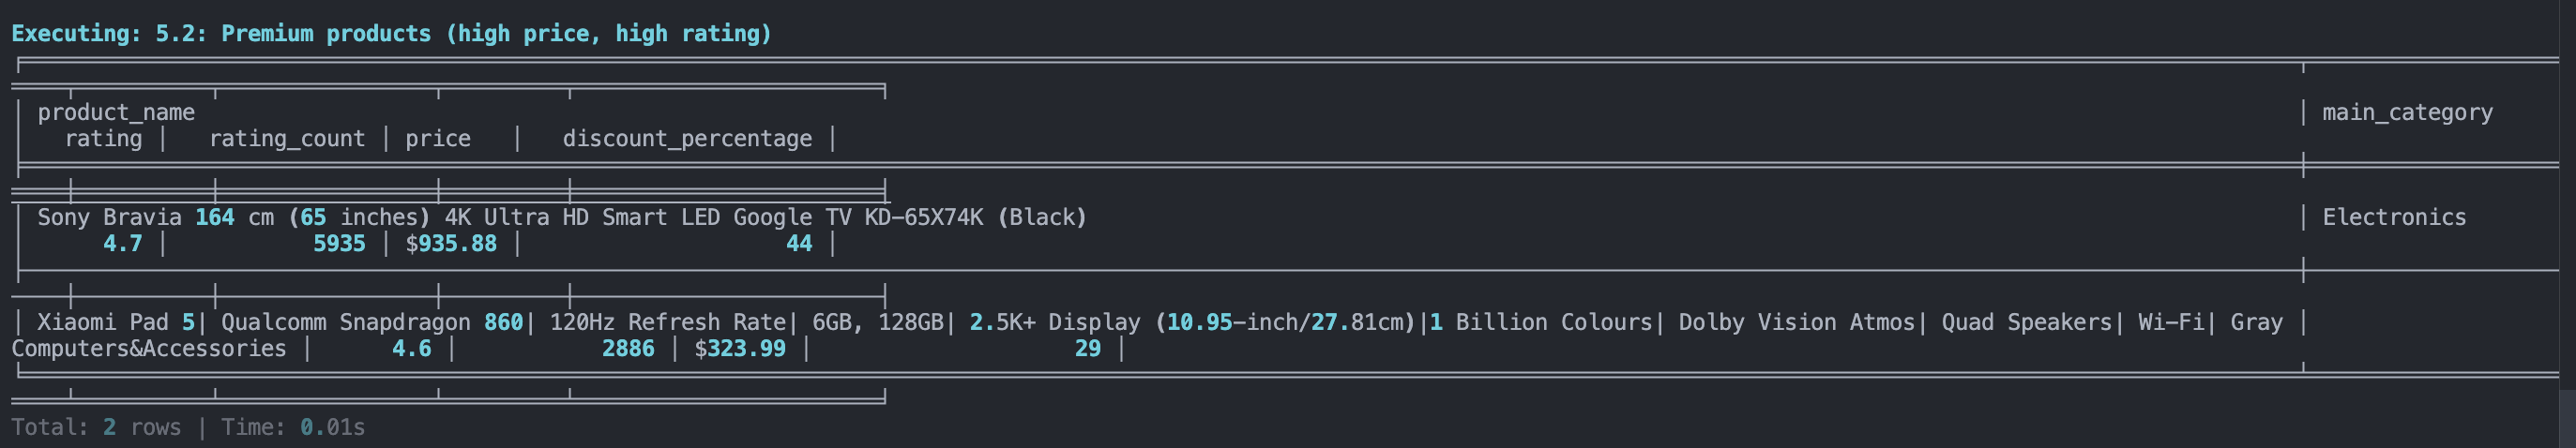 Executing: 5.2: Premium products (high price, high rating)
│ product_name │ main_category
│ rating │ rating_count │ price │ discount_percentage │
│ Sony Bravia 164 cm (65 inches) 4K Ultra HD Smart LED Google TV KD-65X74K (Black) │ Electronics
│ 4.7 │ 5935 │ $935.88 │ 44 │
│ Xiaomi Pad 5| Qualcomm Snapdragon 860| 120Hz Refresh Rate| 6GB, 128GB| 2.5K+ Display (10.95-inch/27.81cm)|1 Billion Colours| Dolby Vision Atmos| Quad Speakers| Wi-Fi| Gray │
Computers&Accessories │ 4.6 │ 2886 │ $323.99 │ 29 │
Total: 2 rows | Time: 0.01s